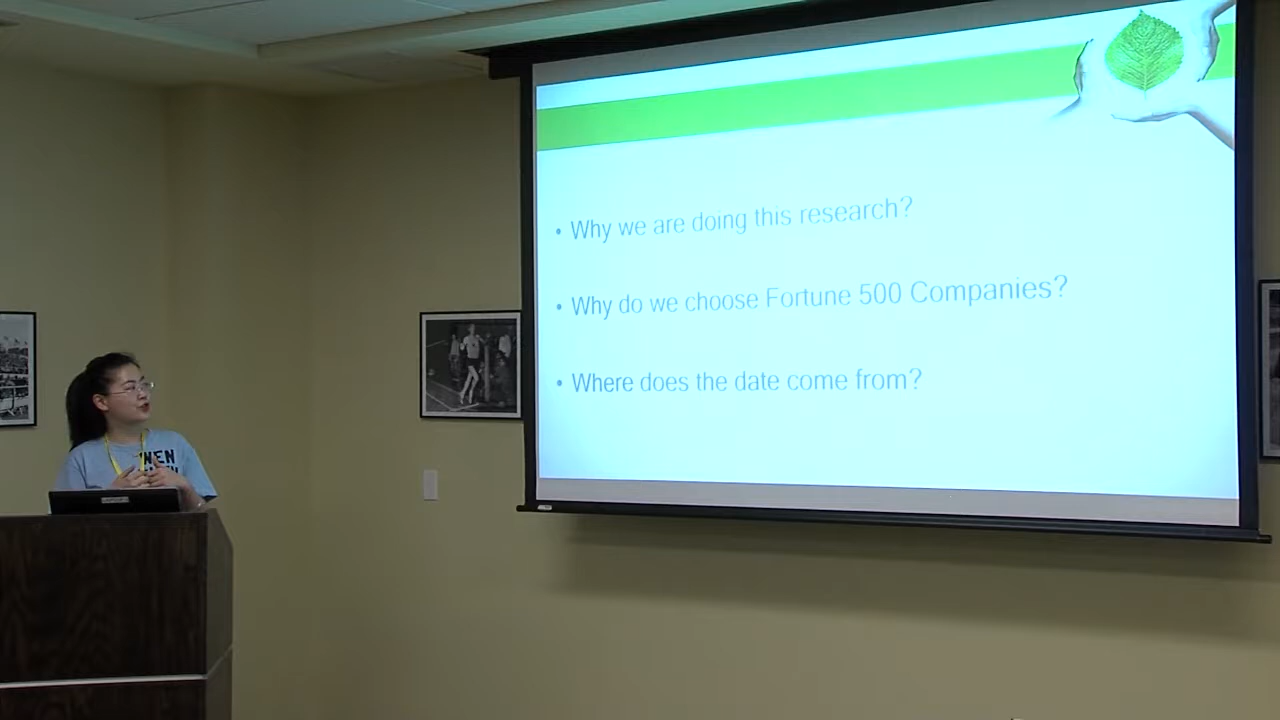 • Why we are doing this research?
• Why do we choose Fortune 500 Companies?
• Where does the date come from?
WEN